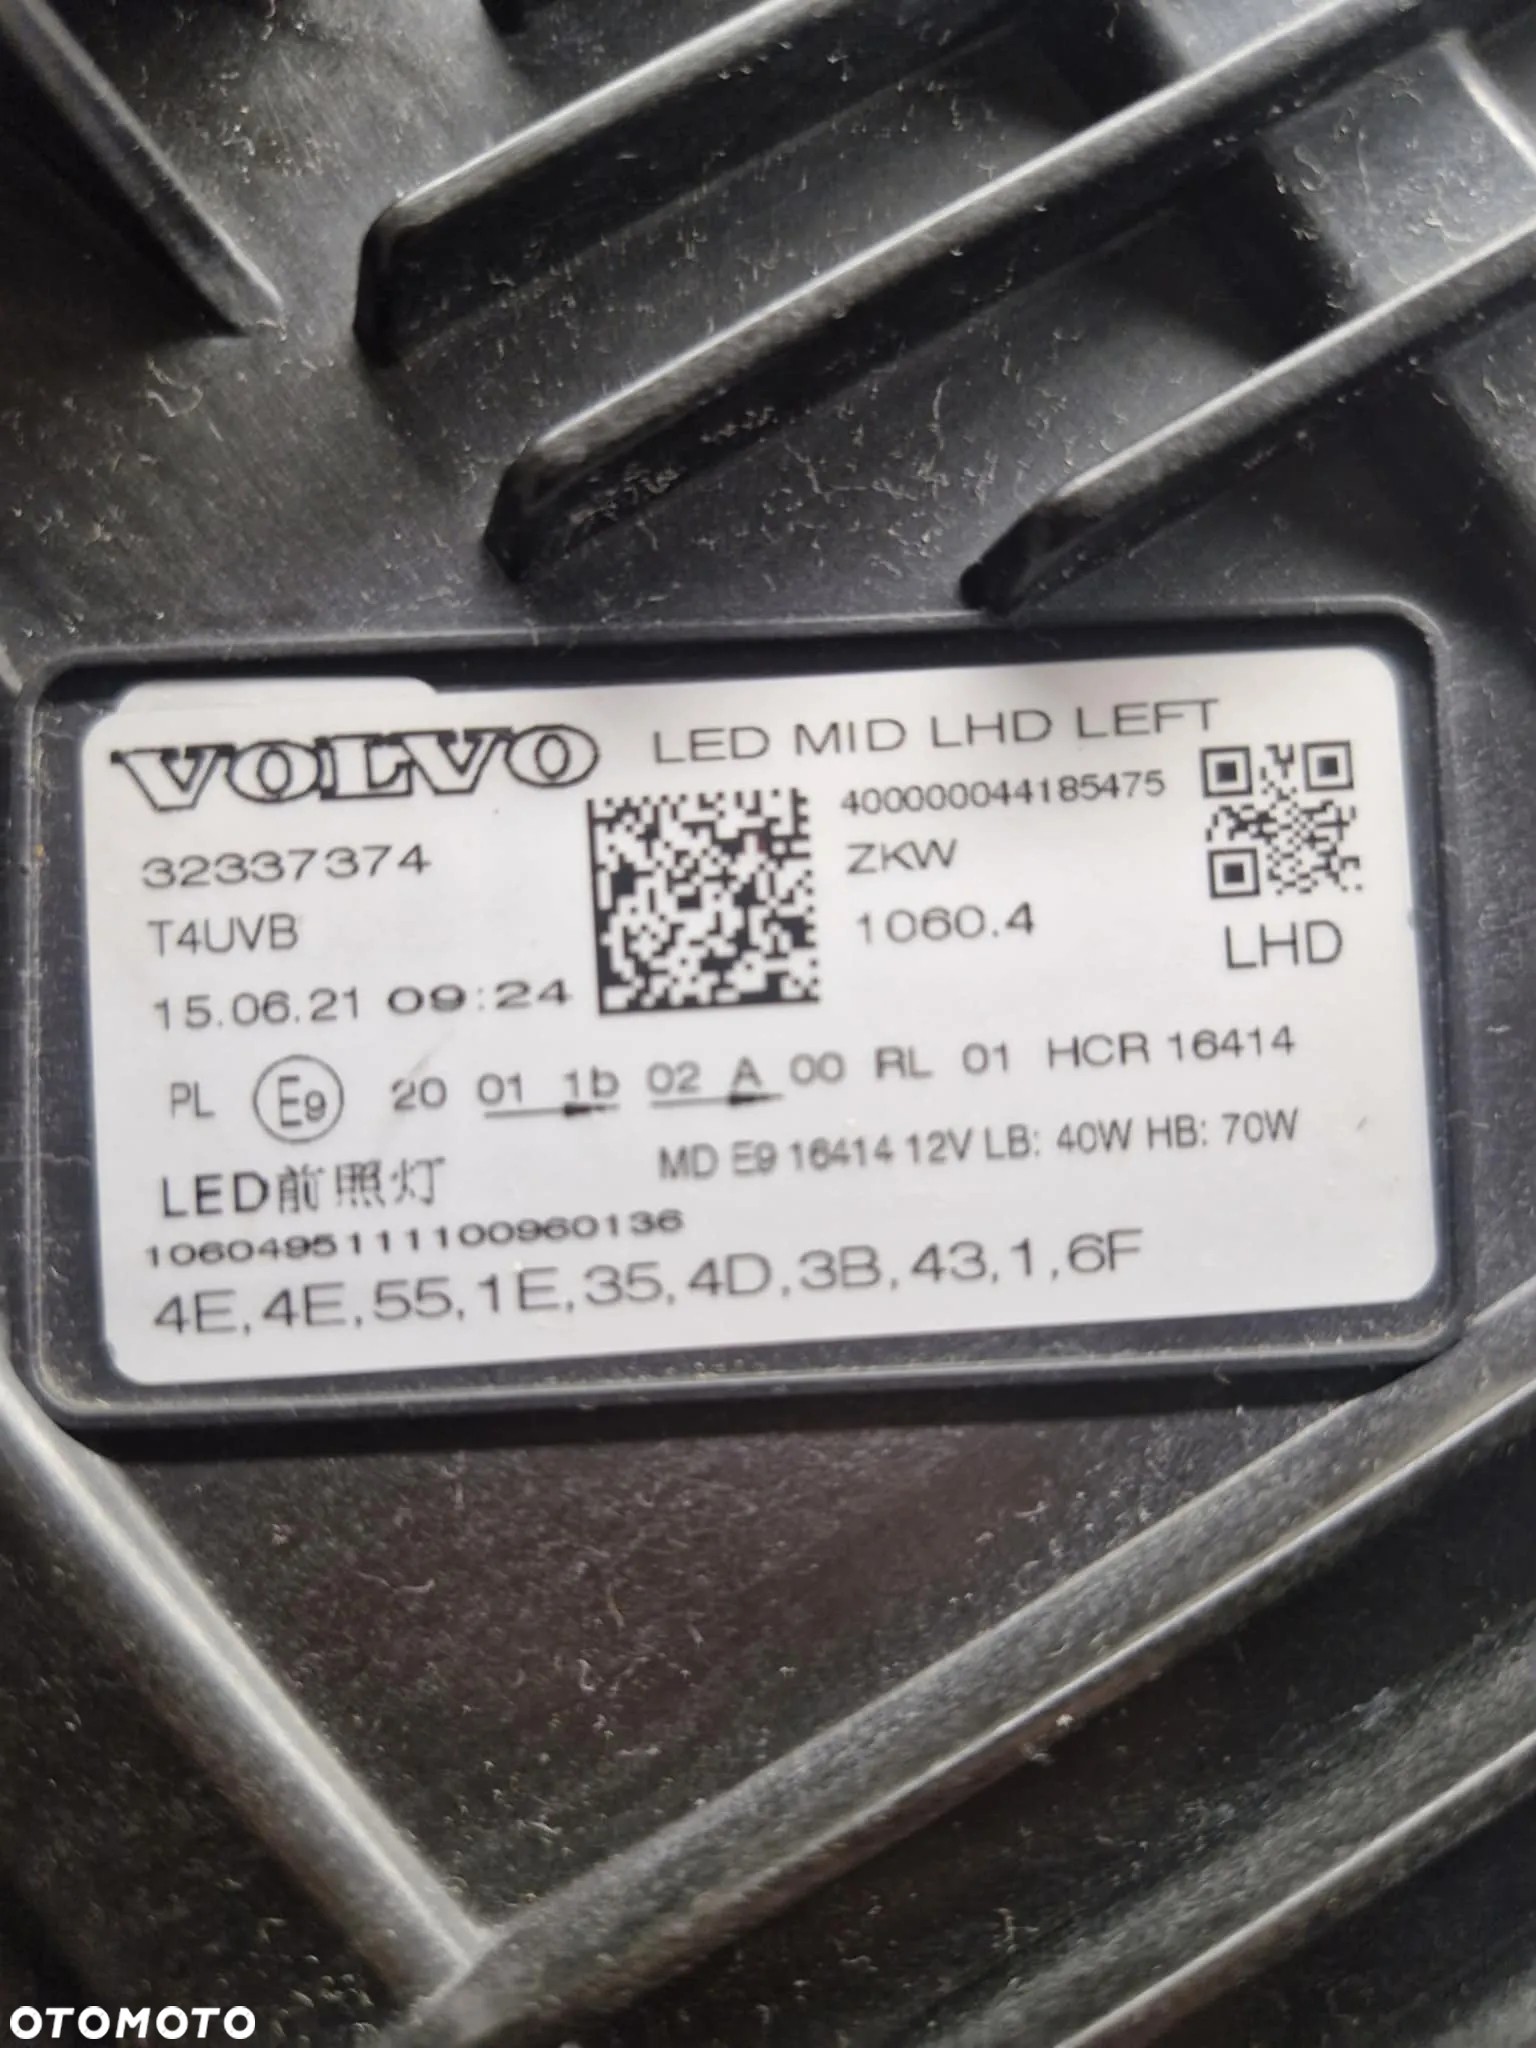 VOLVO LED MID LHD LEFT
32337374 400000044185475
T4UVB ZKW
1060.4 LHD
15.06.21 09:24
PL E9 20 01 1b 02 A 00 RL 01 HCR 16414
MD E9 16414 12V LB: 40W HB: 70W
LED前照灯
1060495111100960136
4E,4E,55,1E,35,4D,3B,43,1,6F
OTOMOTO